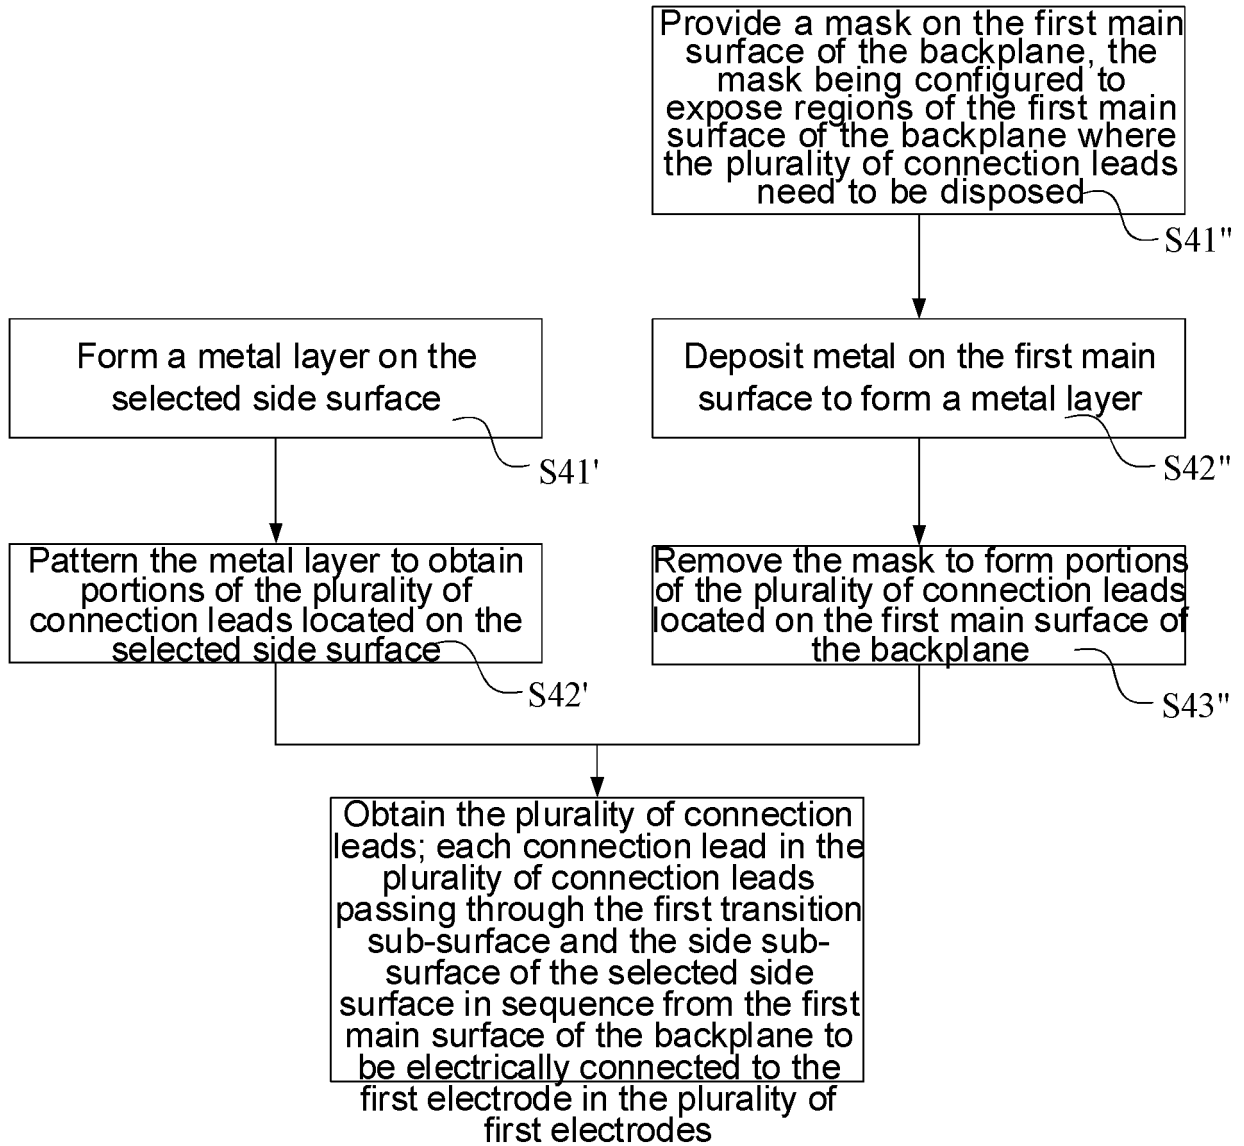 Provide a mask on the first main
surface of the backplane, the
mask being configured to
expose regions of the first main
surface of the backplane where
the plurality of connection leads
need to be disposed
S41"
Form a metal layer on the
selected side surface
S41'
Deposit metal on the first main
surface to form a metal layer
S42"
Pattern the metal layer to obtain
portions of the plurality of
connection leads located on the
selected side surface
S42'
Remove the mask to form portions
of the plurality of connection leads
located on the first main surface of
the backplane
S43"
Obtain the plurality of connection
leads; each connection lead in the
plurality of connection leads
passing through the first transition
sub-surface and the side sub-
surface of the selected side
surface in sequence from the first
main surface of the backplane to
be electrically connected to the
first electrode in the plurality of
first electrodes